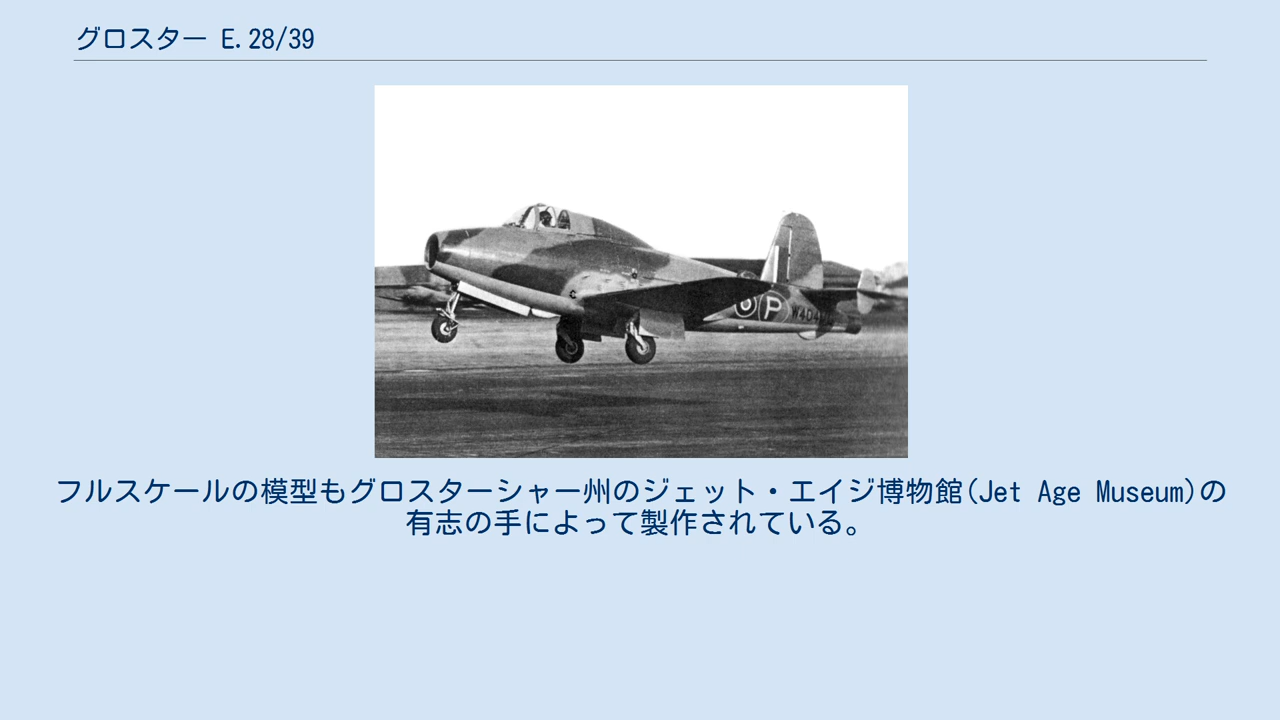 グロスター E.28/39
P
フルスケールの模型もグロスターシャー州のジェット・エイジ博物館(Jet Age Museum)の
有志の手によって製作されている。